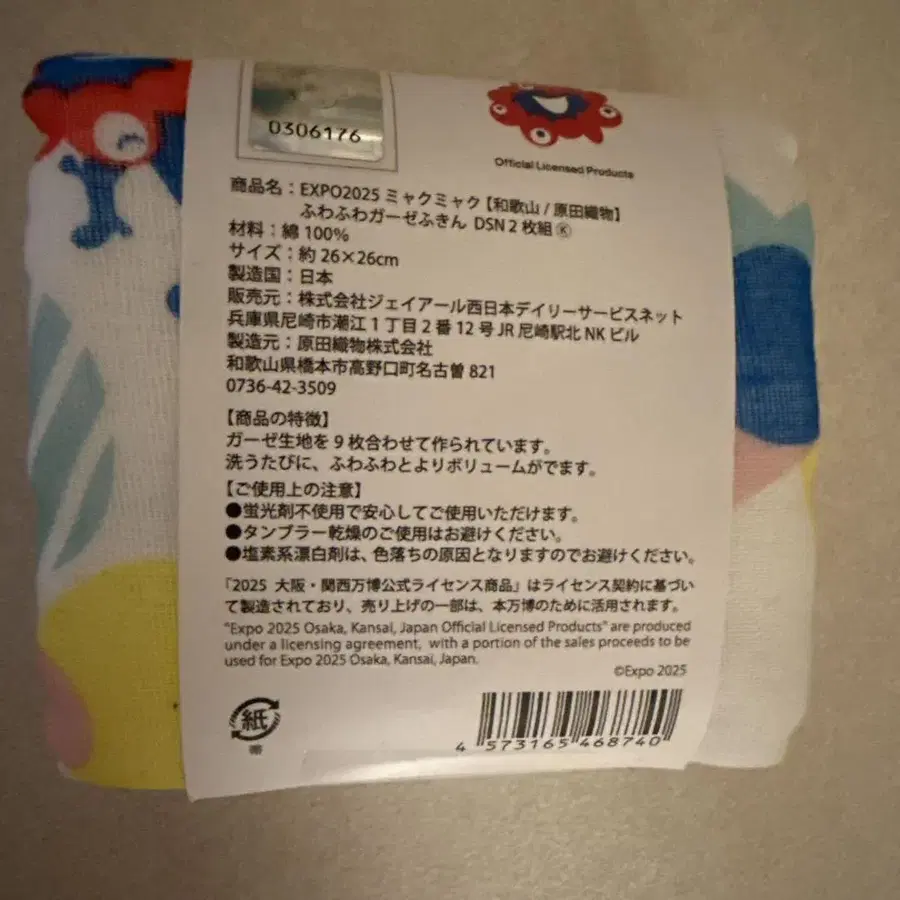 0306176
Official Licensed Products
商品名：EXPO2025 ミャクミャク【和歌山 / 原田織物】
ふわふわガーゼふきん DSN 2 枚組 Ⓚ
材料：綿 100%
サイズ：約 26×26cm
製造国：日本
販売元：株式会社ジェイアール西日本デイリーサービスネット
兵庫県尼崎市潮江 1 丁目 2 番 12 号 JR 尼崎駅北 NK ビル
製造元：原田織物株式会社
和歌山県橋本市高野口町名古曽 821
0736-42-3509
【商品の特徴】
ガーゼ生地を 9 枚合わせて作られています。
洗うたびに、ふわふわとよりボリュームがでます。
【ご使用上の注意】
●蛍光剤不使用で安心してご使用いただけます。
●タンブラー乾燥のご使用はお避けください。
●塩素系漂白剤は、色落ちの原因となりますのでお避けください。
「2025 大阪・関西万博公式ライセンス商品」はライセンス契約に基づい
て製造されており、売り上げの一部は、本万博のために活用されます。
"Expo 2025 Osaka, Kansai, Japan Official Licensed Products" are produced
under a licensing agreement, with a portion of the sales proceeds to be
used for Expo 2025 Osaka, Kansai, Japan.
©Expo 2025
紙
帯
4 573165 468740